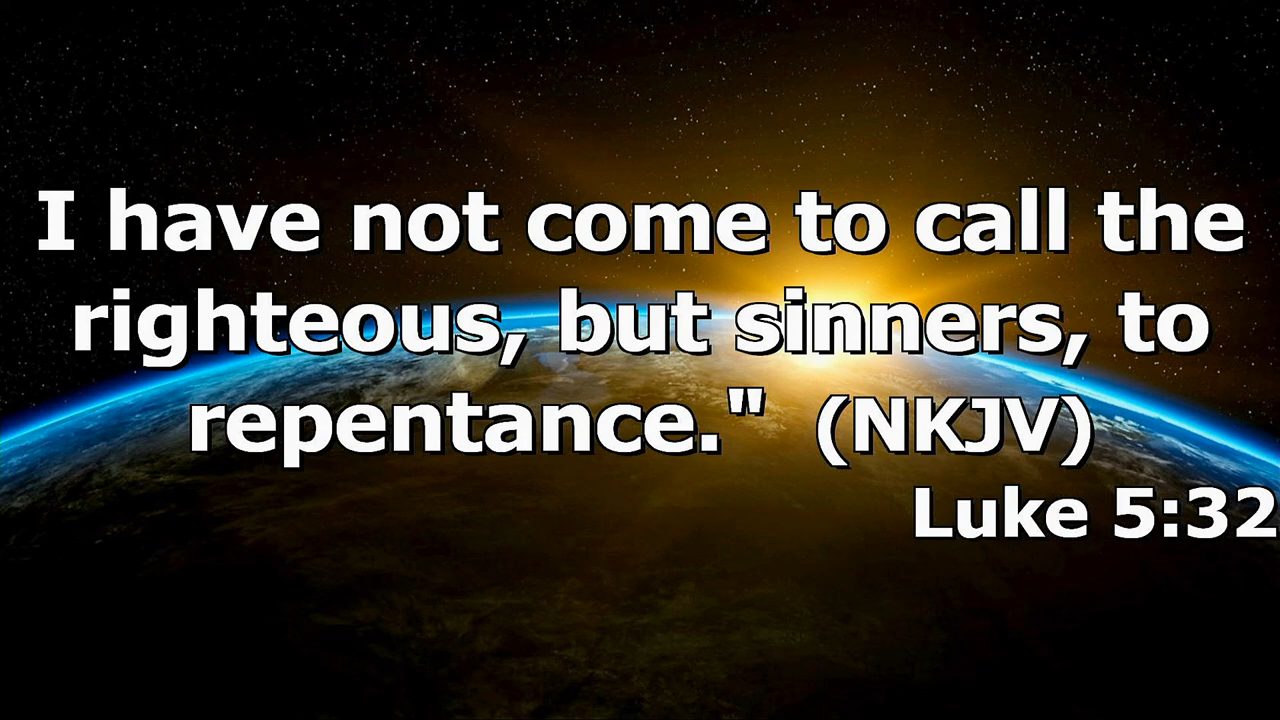 I have not come to call the
righteous, but sinners, to
repentance."  (NKJV)
Luke 5:32